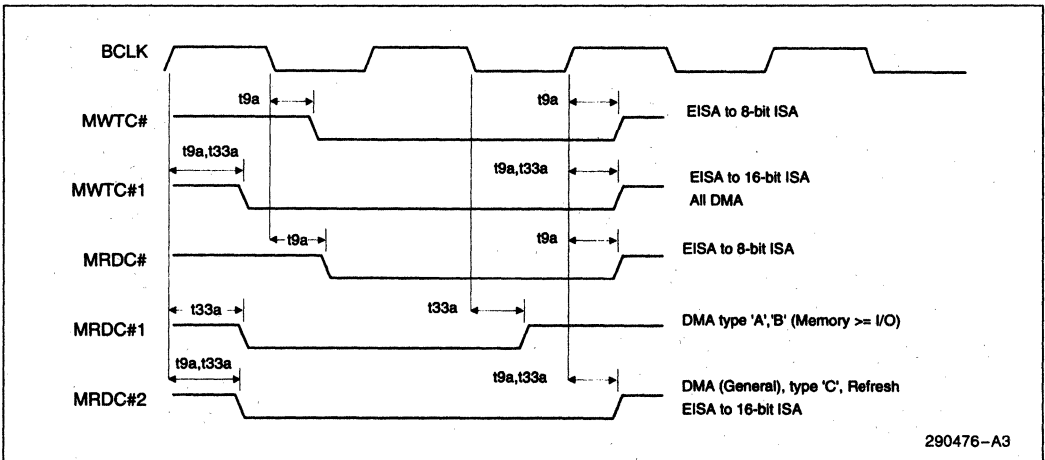 BCLK
t9a
t9a
EISA to 8-bit ISA
MWTC#
t9a,t33a
t9a,t33a
EISA to 16-bit ISA
MWTC#1
All DMA
t9a
t9a
EISA to 8-bit ISA
MRDC#
t33a
t33a
MRDC#1
DMA type 'A','B' (Memory >= I/O)
t9a,t33a
t9a,t33a
DMA (General), type 'C', Refresh
MRDC#2
EISA to 16-bit ISA
290476-A3